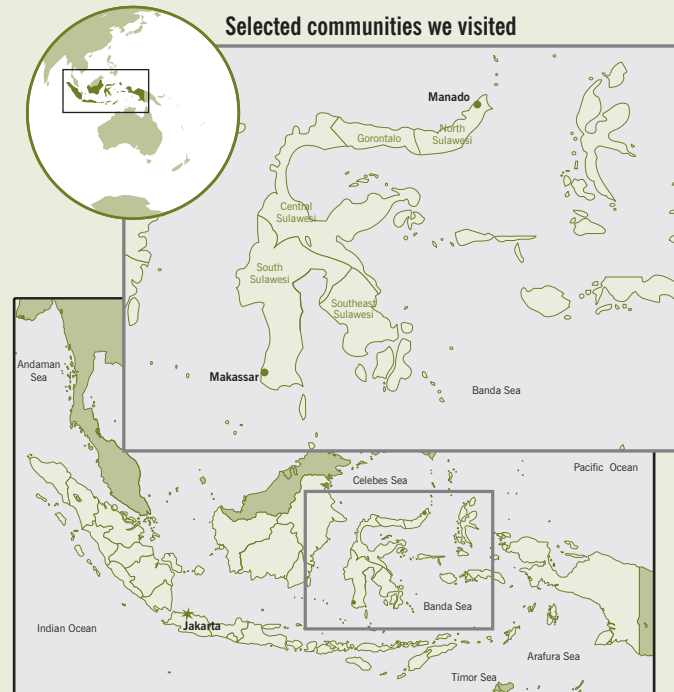 Selected communities we visited
Manado
North
Sulawesi
Gorontalo
Central
Sulawesi
South
Sulawesi
Southeast
Sulawesi
Makassar
Banda Sea
Andaman
Sea
Pacific Ocean
Celebes Sea
Banda Sea
Jakarta
Indian Ocean
Arafura Sea
Timor Sea